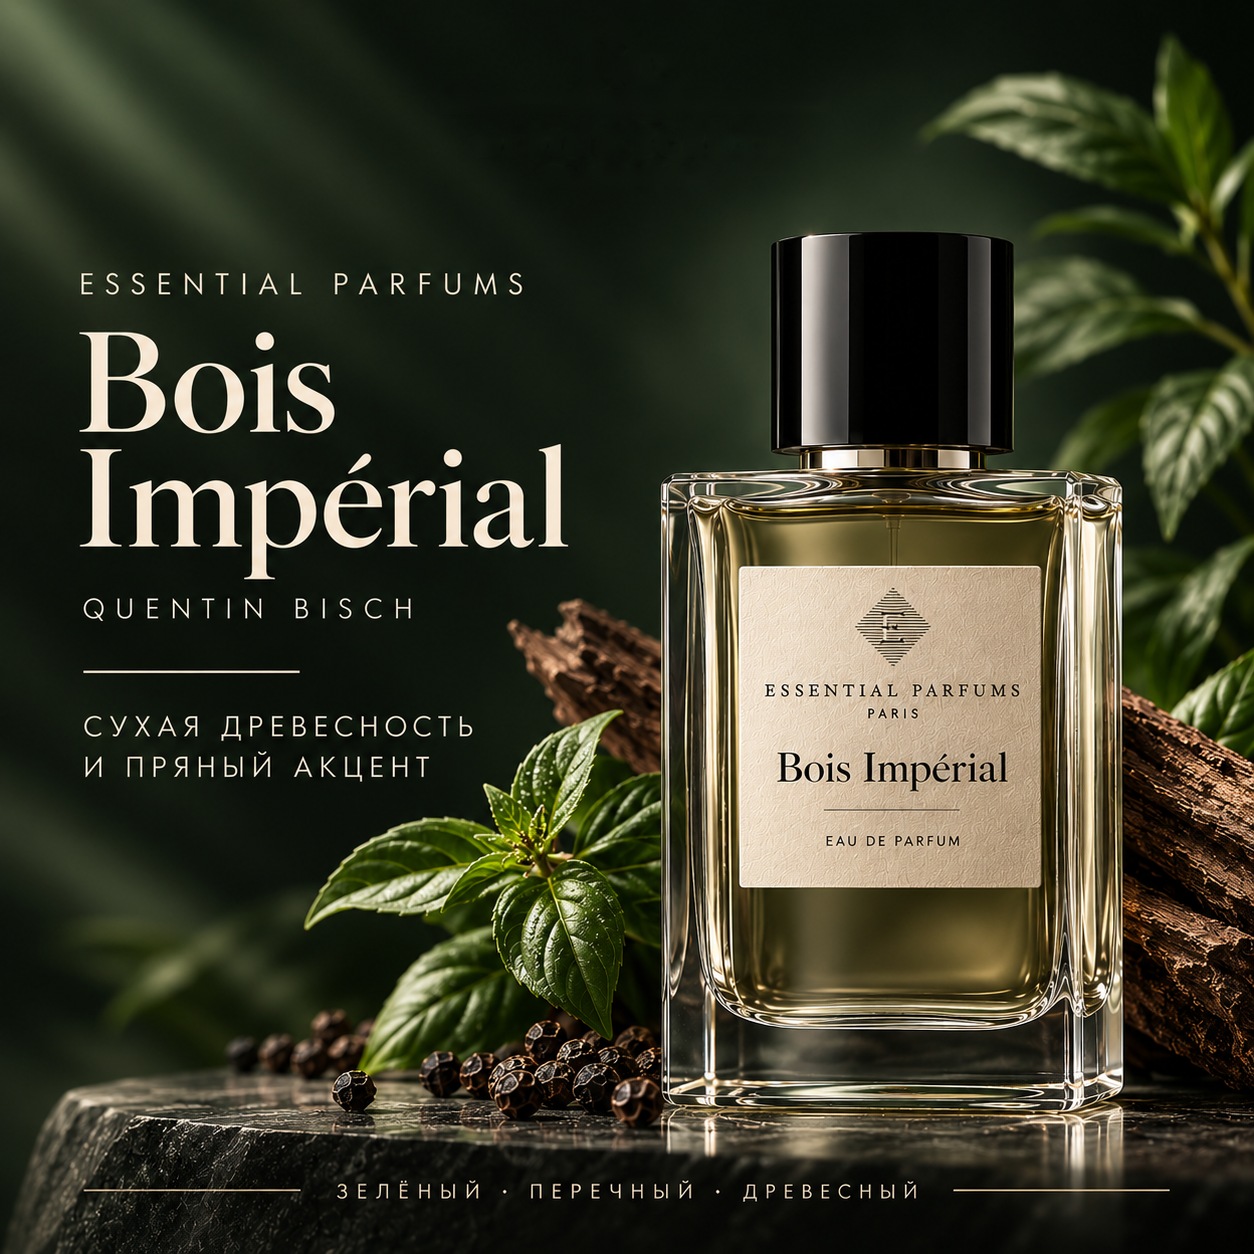 ESSENTIAL PARFUMS
Bois
Impérial
QUENTIN BISCH
СУХАЯ ДРЕВЕСНОСТЬ
И ПРЯНЫЙ АКЦЕНТ
E
ESSENTIAL PARFUMS
PARIS
Bois Impérial
EAU DE PARFUM
ЗЕЛЁНЫЙ · ПЕРЕЧНЫЙ · ДРЕВЕСНЫЙ